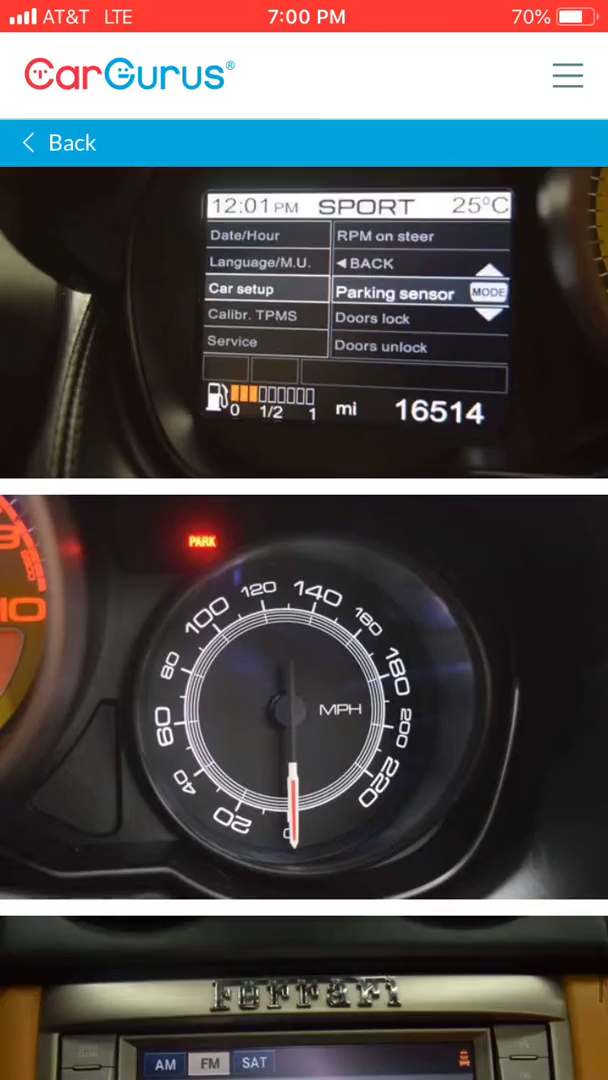 AT&T LTE 7:00 PM 70%
CarGurus®
Back
12:01 PM SPORT 25°C
Date/Hour RPM on steer
Language/M.U. ◄BACK
Car setup Parking sensor MODE
Calibr. TPMS Doors lock
Service Doors unlock
0 1/2 1 mi 16514
PARK
10
0 20 40 60 80 100 120 140 160 180 200 220
MPH
Ferrari
AM FM SAT